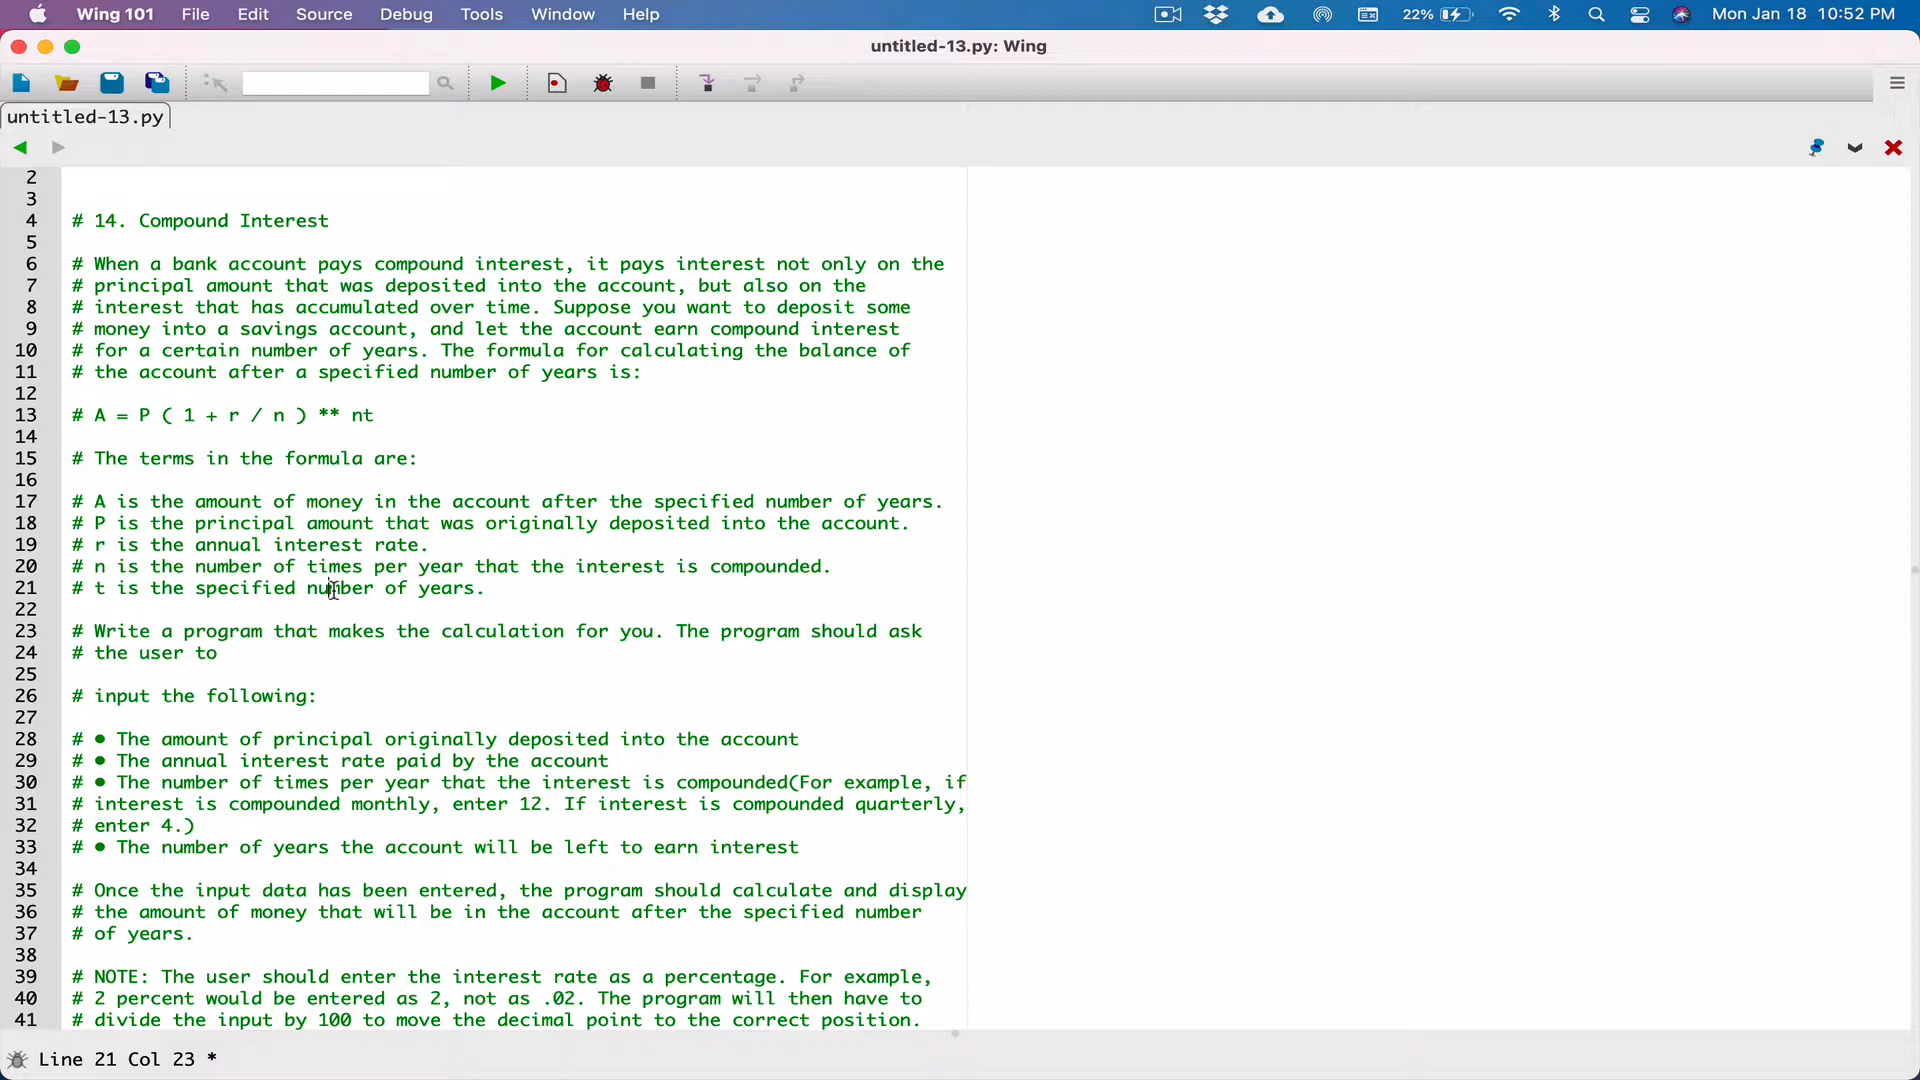 Wing 101 File Edit Source Debug Tools Window Help 22% Mon Jan 18 10:52 PM
untitled-13.py: Wing
untitled-13.py
2
3
4 # 14. Compound Interest
5
6 # When a bank account pays compound interest, it pays interest not only on the
7 # principal amount that was deposited into the account, but also on the
8 # interest that has accumulated over time. Suppose you want to deposit some
9 # money into a savings account, and let the account earn compound interest
10 # for a certain number of years. The formula for calculating the balance of
11 # the account after a specified number of years is:
12
13 # A = P ( 1 + r / n ) ** nt
14
15 # The terms in the formula are:
16
17 # A is the amount of money in the account after the specified number of years.
18 # P is the principal amount that was originally deposited into the account.
19 # r is the annual interest rate.
20 # n is the number of times per year that the interest is compounded.
21 # t is the specified number of years.
22
23 # Write a program that makes the calculation for you. The program should ask
24 # the user to
25
26 # input the following:
27
28 # ● The amount of principal originally deposited into the account
29 # ● The annual interest rate paid by the account
30 # ● The number of times per year that the interest is compounded(For example, if
31 # interest is compounded monthly, enter 12. If interest is compounded quarterly,
32 # enter 4.)
33 # ● The number of years the account will be left to earn interest
34
35 # Once the input data has been entered, the program should calculate and display
36 # the amount of money that will be in the account after the specified number
37 # of years.
38
39 # NOTE: The user should enter the interest rate as a percentage. For example,
40 # 2 percent would be entered as 2, not as .02. The program will then have to
41 # divide the input by 100 to move the decimal point to the correct position.
Line 21 Col 23 *